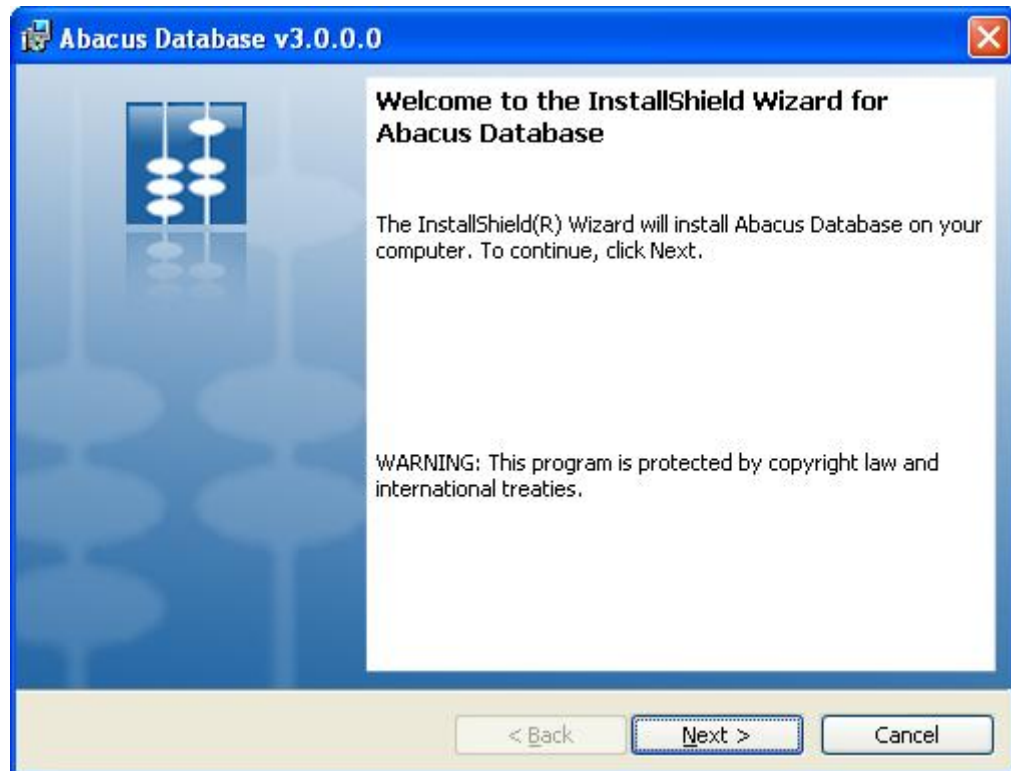 Abacus Database v3.0.0.0
Welcome to the InstallShield Wizard for
Abacus Database
The InstallShield(R) Wizard will install Abacus Database on your
computer. To continue, click Next.
WARNING: This program is protected by copyright law and
international treaties.
< Back
Next >
Cancel